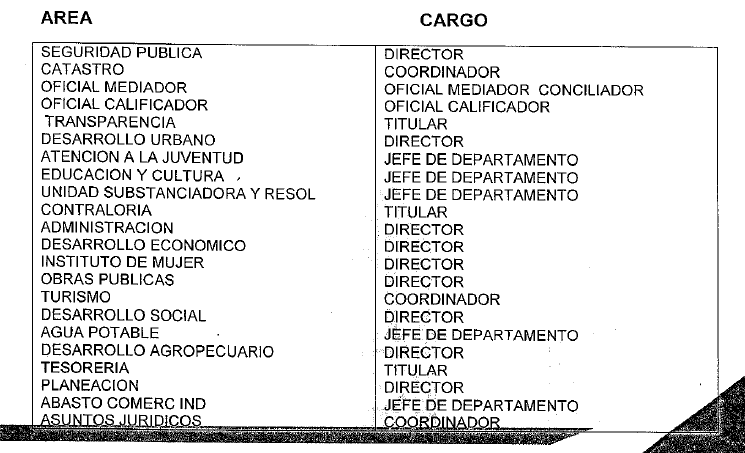 AREA CARGO
SEGURIDAD PUBLICA DIRECTOR
CATASTRO COORDINADOR
OFICIAL MEDIADOR OFICIAL MEDIADOR CONCILIADOR
OFICIAL CALIFICADOR OFICIAL CALIFICADOR
TRANSPARENCIA TITULAR
DESARROLLO URBANO DIRECTOR
ATENCION A LA JUVENTUD JEFE DE DEPARTAMENTO
EDUCACION Y CULTURA JEFE DE DEPARTAMENTO
UNIDAD SUBSTANCIADORA Y RESOL JEFE DE DEPARTAMENTO
CONTRALORIA TITULAR
ADMINISTRACION DIRECTOR
DESARROLLO ECONOMICO DIRECTOR
INSTITUTO DE MUJER DIRECTOR
OBRAS PUBLICAS DIRECTOR
TURISMO COORDINADOR
DESARROLLO SOCIAL DIRECTOR
AGUA POTABLE JEFE DE DEPARTAMENTO
DESARROLLO AGROPECUARIO DIRECTOR
TESORERIA TITULAR
PLANEACION DIRECTOR
ABASTO COMERC IND JEFE DE DEPARTAMENTO
ASUNTOS JURIDICOS COORDINADOR